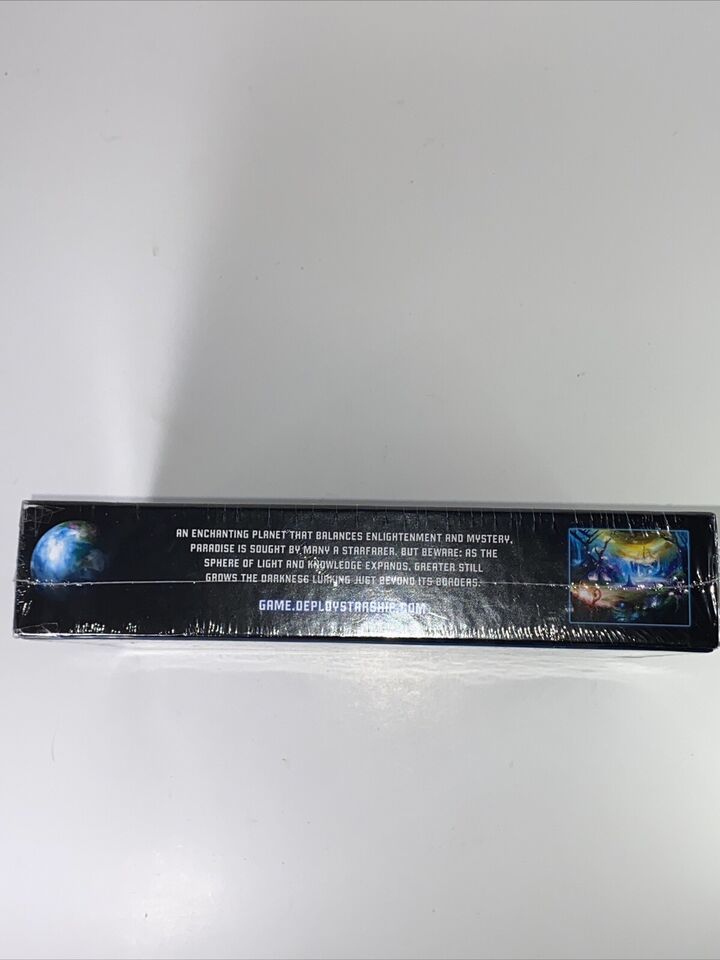 AN ENCHANTING PLANET THAT BALANCES ENLIGHTENMENT AND MYSTERY,
PARADISE IS SOUGHT BY MANY A STARFARER. BUT BEWARE: AS THE
SPHERE OF LIGHT AND KNOWLEDGE EXPANDS, GREATER STILL
GROWS THE DARKNESS LURKING JUST BEYOND ITS BORDERS.
GAME.DEPLOYSTARSHIP.COM